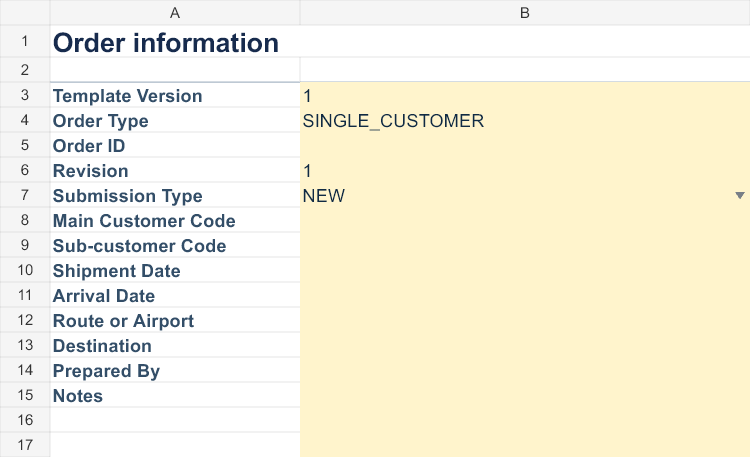 A B
1 Order information
2
3 Template Version 1
4 Order Type SINGLE_CUSTOMER
5 Order ID
6 Revision 1
7 Submission Type NEW
8 Main Customer Code
9 Sub-customer Code
10 Shipment Date
11 Arrival Date
12 Route or Airport
13 Destination
14 Prepared By
15 Notes
16
17